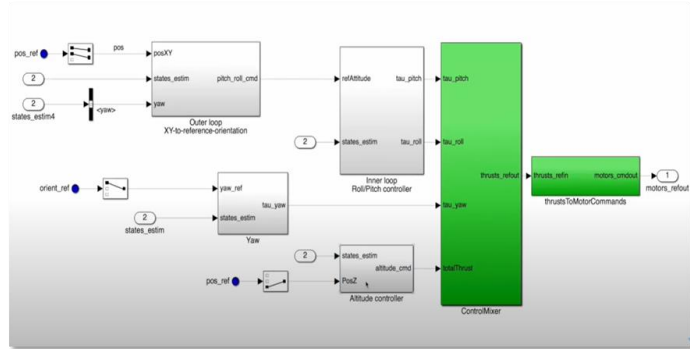 pos_ref
pos
posXY
2
states_estim
pitch_roll_cmd
2
<yaw>
yaw
states_estim4
Outer loop
XY-to-reference-orientation
refAttitude
tau_pitch
2
states_estim
tau_roll
Inner loop
Roll/Pitch controller
tau_pitch
tau_roll
tau_yaw
totalThrust
thrusts_refout
ControlMixer
thrusts_refin
motors_cmdout
thrustsToMotorCommands
1
motors_refout
orient_ref
yaw_ref
tau_yaw
2
states_estim
states_estim
Yaw
2
states_estim
altitude_cmd
pos_ref
PosZ
Altitude controller